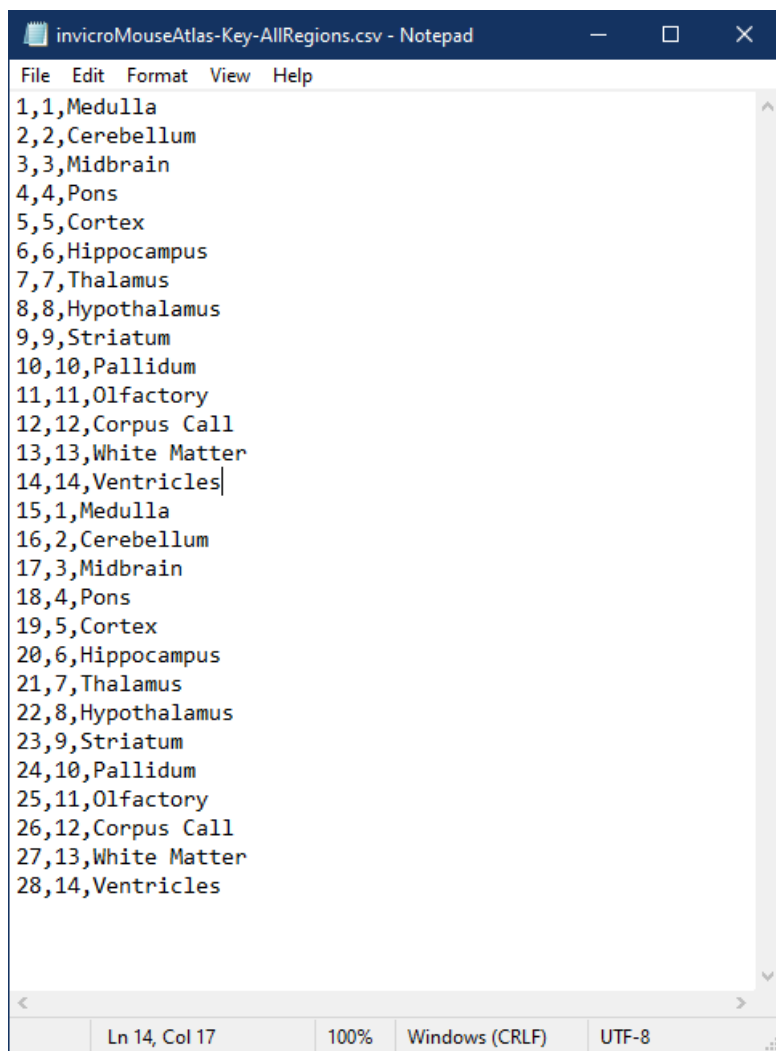 invicroMouseAtlas-Key-AllRegions.csv - Notepad
File Edit Format View Help
1,1,Medulla
2,2,Cerebellum
3,3,Midbrain
4,4,Pons
5,5,Cortex
6,6,Hippocampus
7,7,Thalamus
8,8,Hypothalamus
9,9,Striatum
10,10,Pallidum
11,11,Olfactory
12,12,Corpus Call
13,13,White Matter
14,14,Ventricles
15,1,Medulla
16,2,Cerebellum
17,3,Midbrain
18,4,Pons
19,5,Cortex
20,6,Hippocampus
21,7,Thalamus
22,8,Hypothalamus
23,9,Striatum
24,10,Pallidum
25,11,Olfactory
26,12,Corpus Call
27,13,White Matter
28,14,Ventricles
Ln 14, Col 17 100% Windows (CRLF) UTF-8